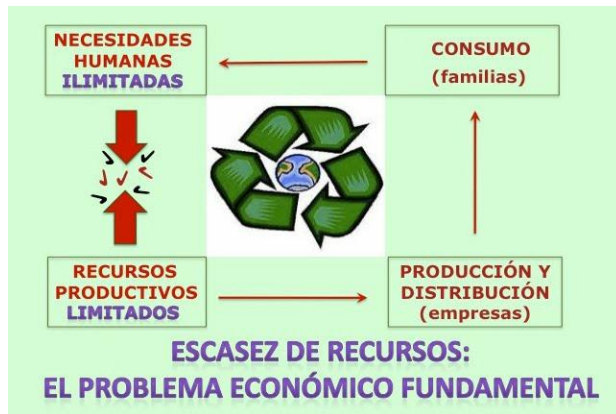 NECESIDADES
HUMANAS
ILIMITADAS
CONSUMO
(familias)
RECURSOS
PRODUCTIVOS
LIMITADOS
PRODUCCIÓN Y
DISTRIBUCIÓN
(empresas)
ESCASEZ DE RECURSOS:
EL PROBLEMA ECONÓMICO FUNDAMENTAL